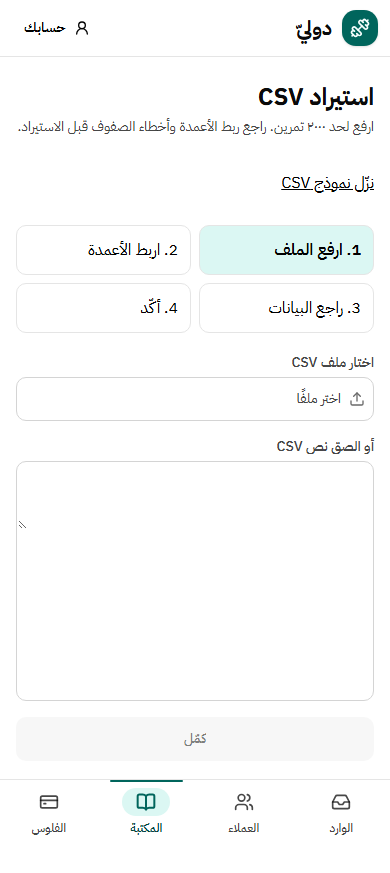 دوليّ
حسابك
استيراد CSV
ارفع لحد ٢٠٠٠ تمرين. راجع ربط الأعمدة وأخطاء الصفوف قبل الاستيراد.
نزّل نموذج CSV
1. ارفع الملف
2. اربط الأعمدة
3. راجع البيانات
4. أكّد
اختار ملف CSV
اختر ملفًا
أو الصق نص CSV
كمّل
الوارد
العملاء
المكتبة
الفلوس